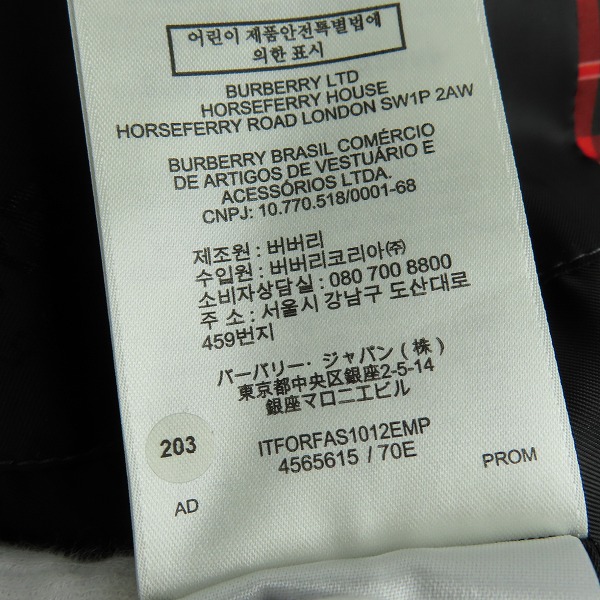 어린이 제품안전특별법에
의한 표시
BURBERRY LTD
HORSEFERRY HOUSE
HORSEFERRY ROAD LONDON SW1P 2AW
BURBERRY BRASIL COMÉRCIO
DE ARTIGOS DE VESTUÁRIO E
ACESSÓRIOS LTDA.
CNPJ: 10.770.518/0001-68
제조원 : 버버리
수입원 : 버버리코리아㈜
소비자상담실 : 080 700 8800
주 소 : 서울시 강남구 도산대로
459번지
バーバリー・ジャパン ( 株 )
東京都中央区銀座2-5-14
銀座マロニエビル
203
ITFORFAS1012EMP
4565615 / 70E
AD
PROM